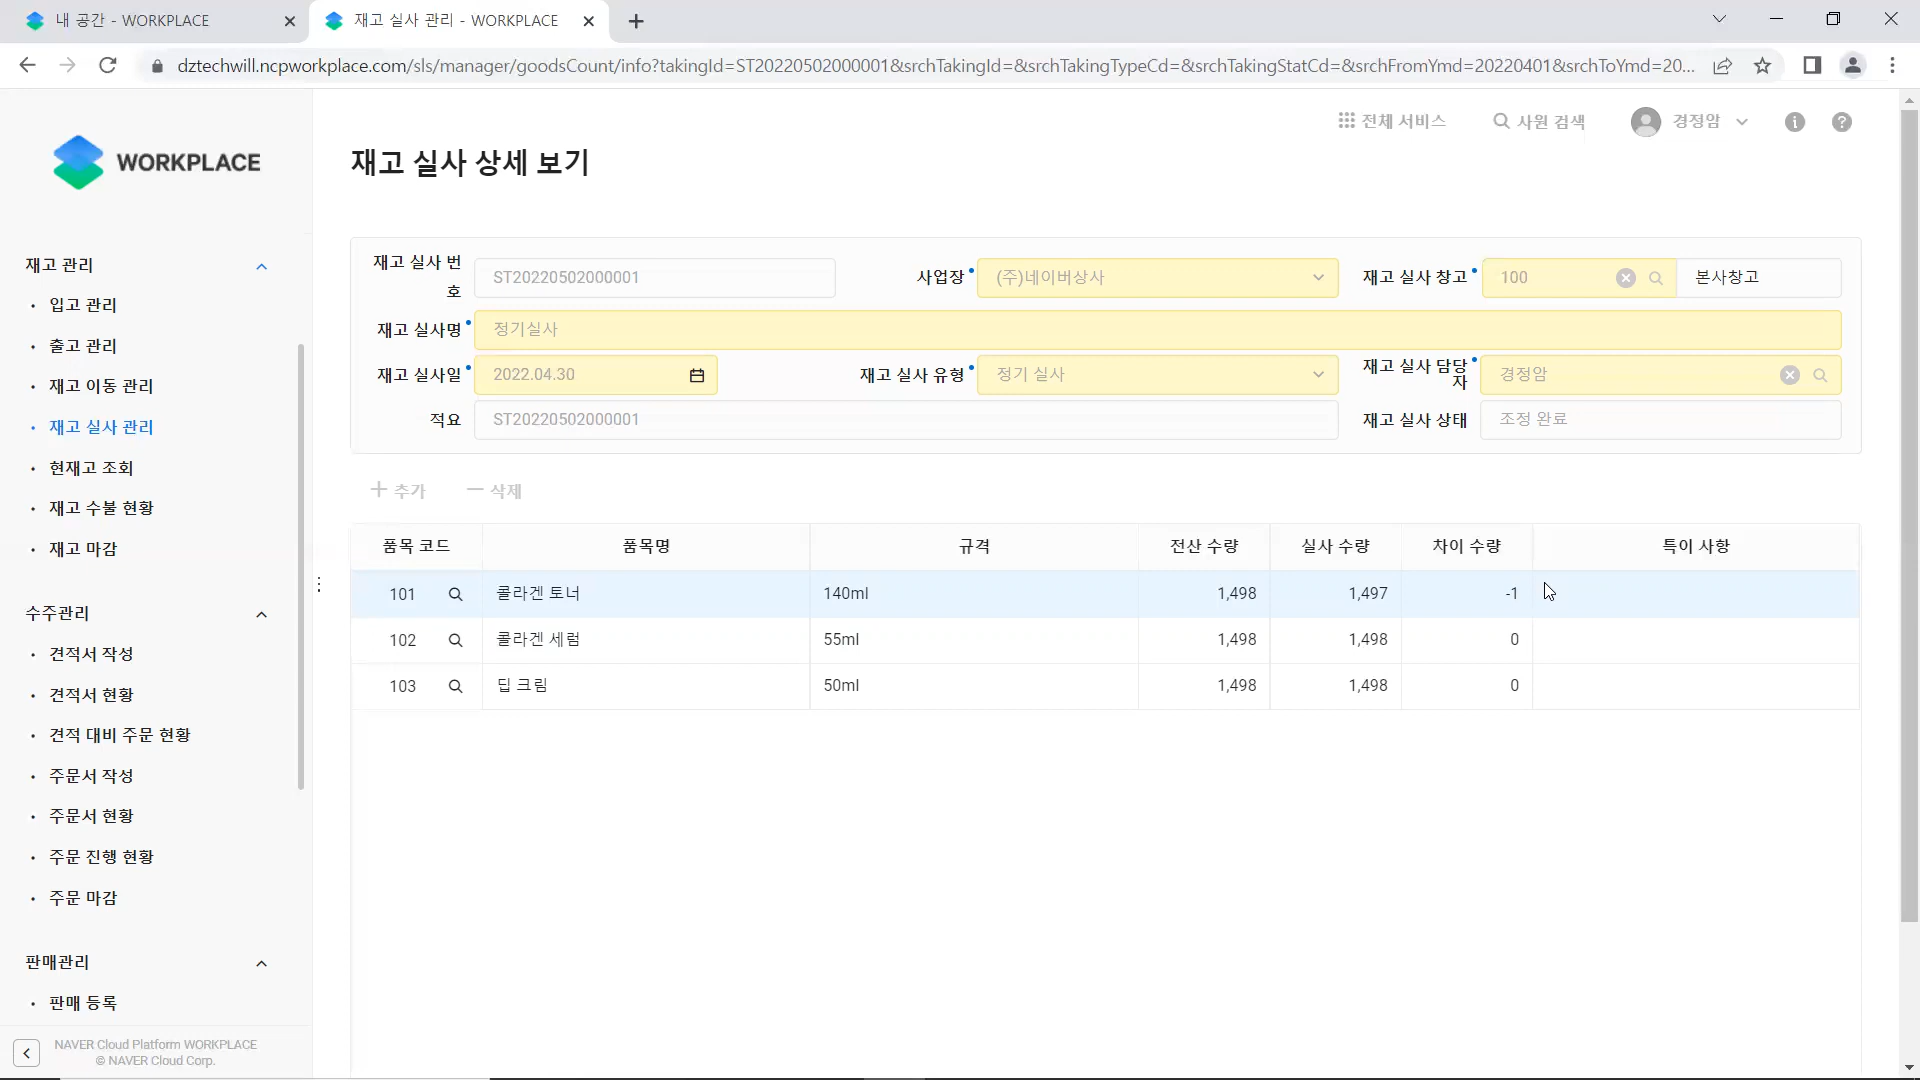 내 공간 - WORKPLACE
재고 실사 관리 - WORKPLACE
dztechwill.ncpworkplace.com/sls/manager/goodsCount/info?takingId=ST20220502000001&srchTakingId=&srchTakingTypeCd=&srchTakingStatCd=&srchFromYmd=20220401&srchToYmd=20...
WORKPLACE
전체 서비스
사원 검색
경정암
재고 실사 상세 보기
재고 관리
입고 관리
출고 관리
재고 이동 관리
재고 실사 관리
현재고 조회
재고 수불 현황
재고 마감
수주관리
견적서 작성
견적서 현황
견적 대비 주문 현황
주문서 작성
주문서 현황
주문 진행 현황
주문 마감
판매관리
판매 등록
NAVER Cloud Platform WORKPLACE
© NAVER Cloud Corp.
재고 실사 번호 ST20220502000001 사업장 (주)네이버상사 재고 실사 창고 100 본사창고
재고 실사명 정기실사
재고 실사일 2022.04.30 재고 실사 유형 정기 실사 재고 실사 담당자 경정암
적요 ST20220502000001 재고 실사 상태 조정 완료
+ 추가 — 삭제
품목 코드 품목명 규격 전산 수량 실사 수량 차이 수량 특이 사항
101 콜라겐 토너 140ml 1,498 1,497 -1
102 콜라겐 세럼 55ml 1,498 1,498 0
103 딥 크림 50ml 1,498 1,498 0